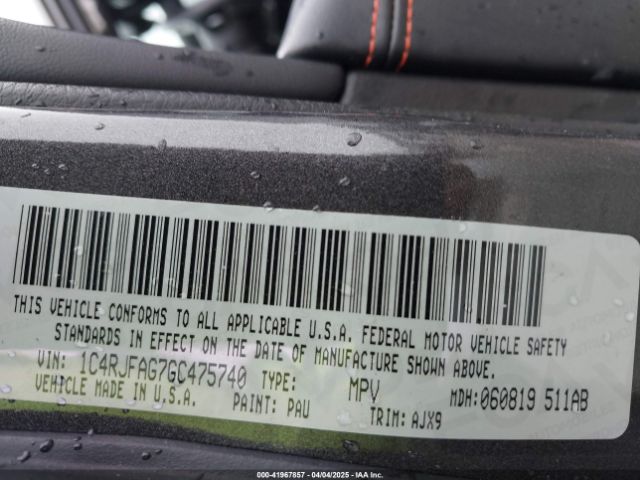 THIS VEHICLE CONFORMS TO ALL APPLICABLE U.S.A. FEDERAL MOTOR VEHICLE SAFETY
STANDARDS IN EFFECT ON THE DATE OF MANUFACTURE SHOWN ABOVE.
VIN: 1C4RJFAG7GC475740 TYPE: MPV MDH: 060819 511AB
VEHICLE MADE IN U.S.A. PAINT: PAU TRIM: AJX9
000-41967857 04/04/2025 IAA Inc.